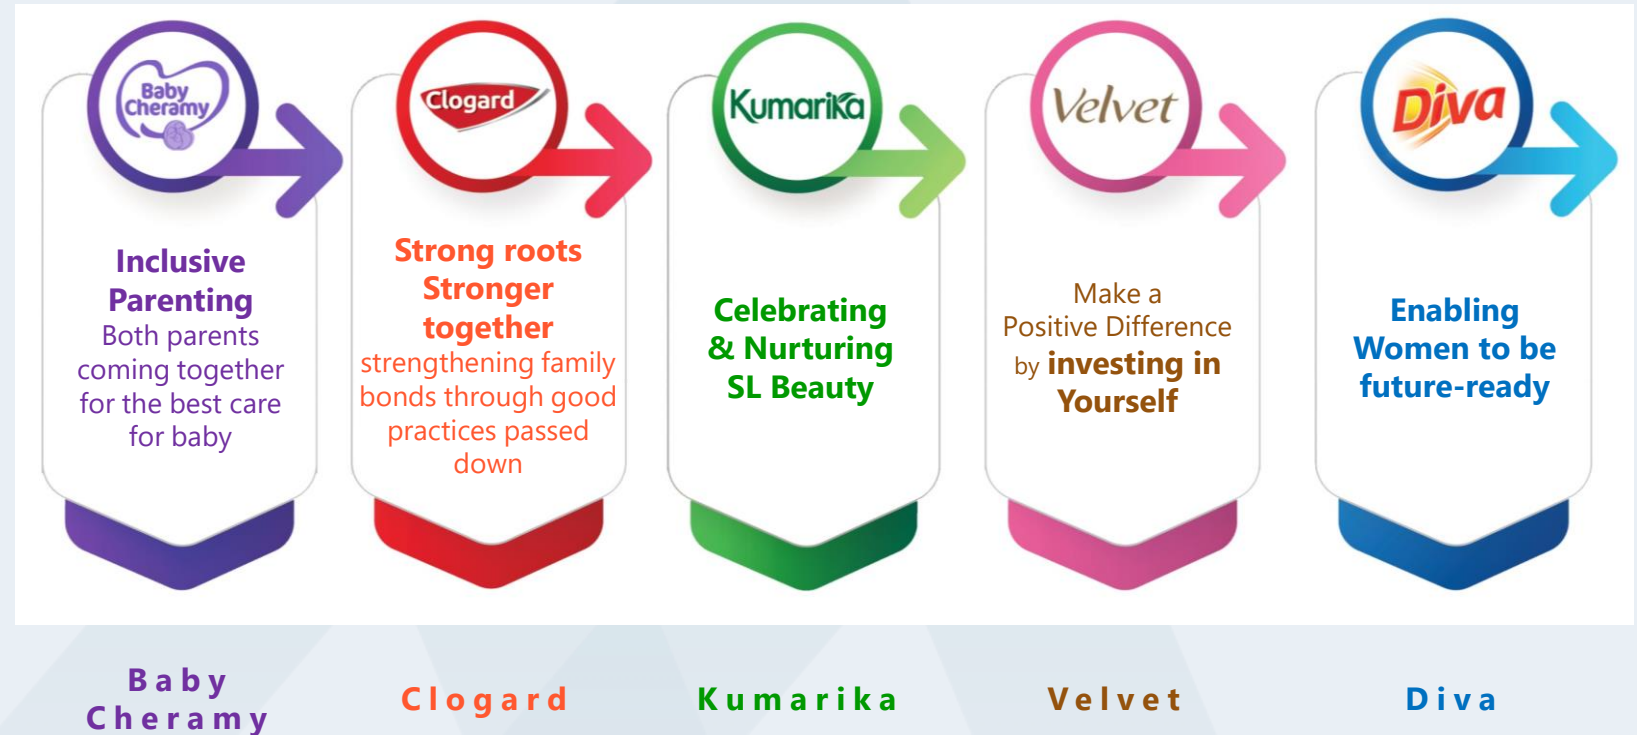 Baby
Cheramy
Inclusive
Parenting
Both parents
coming together
for the best care
for baby
Clogard
Strong roots
Stronger
together
strengthening family
bonds through good
practices passed
down
Kumarika
Celebrating
& Nurturing
SL Beauty
Velvet
Make a
Positive Difference
by investing in
Yourself
Diva
Enabling
Women to be
future-ready
Baby
Cheramy
Clogard
Kumarika
Velvet
Diva